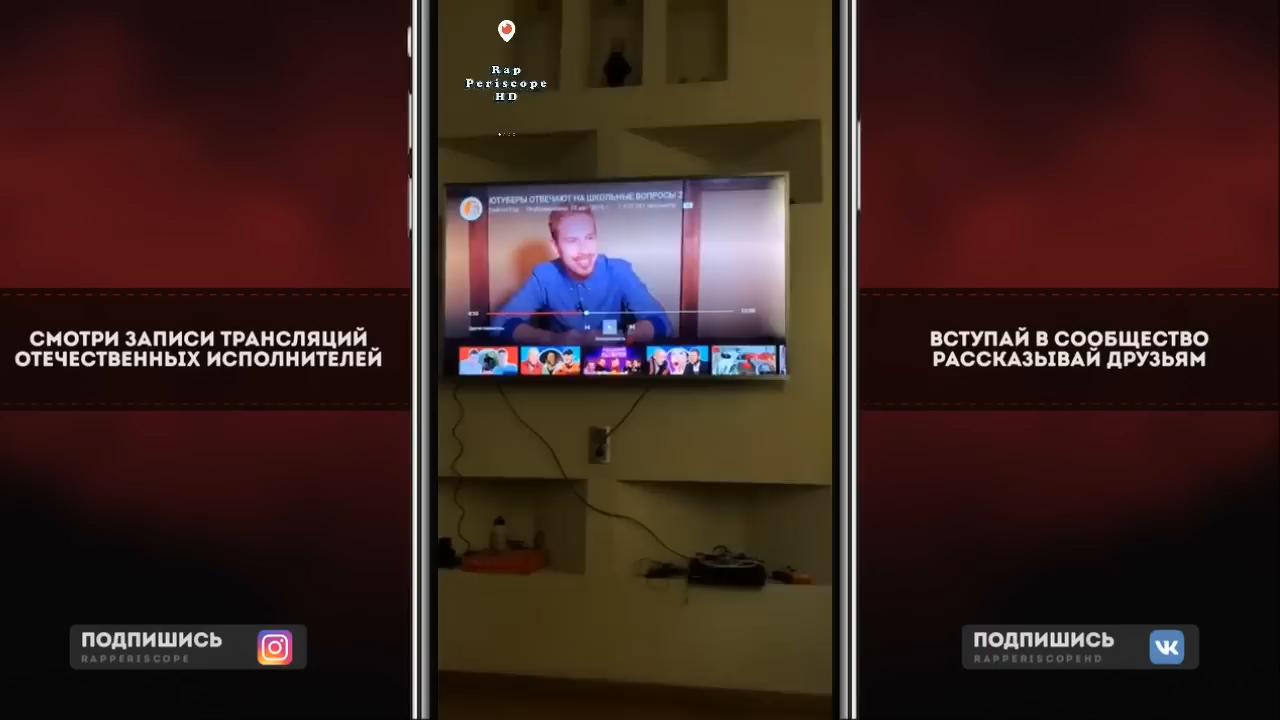 Rap
Periscope
HD
ЮТУБЕРЫ ОТВЕЧАЮТ НА ШКОЛЬНЫЕ ВОПРОСЫ 2
СМОТРИ ЗАПИСИ ТРАНСЛЯЦИЙ
ОТЕЧЕСТВЕННЫХ ИСПОЛНИТЕЛЕЙ
ВСТУПАЙ В СООБЩЕСТВО
РАССКАЗЫВАЙ ДРУЗЬЯМ
ПОДПИШИСЬ
RAPPERISCOPE
ПОДПИШИСЬ
RAPPERISCOPEHD